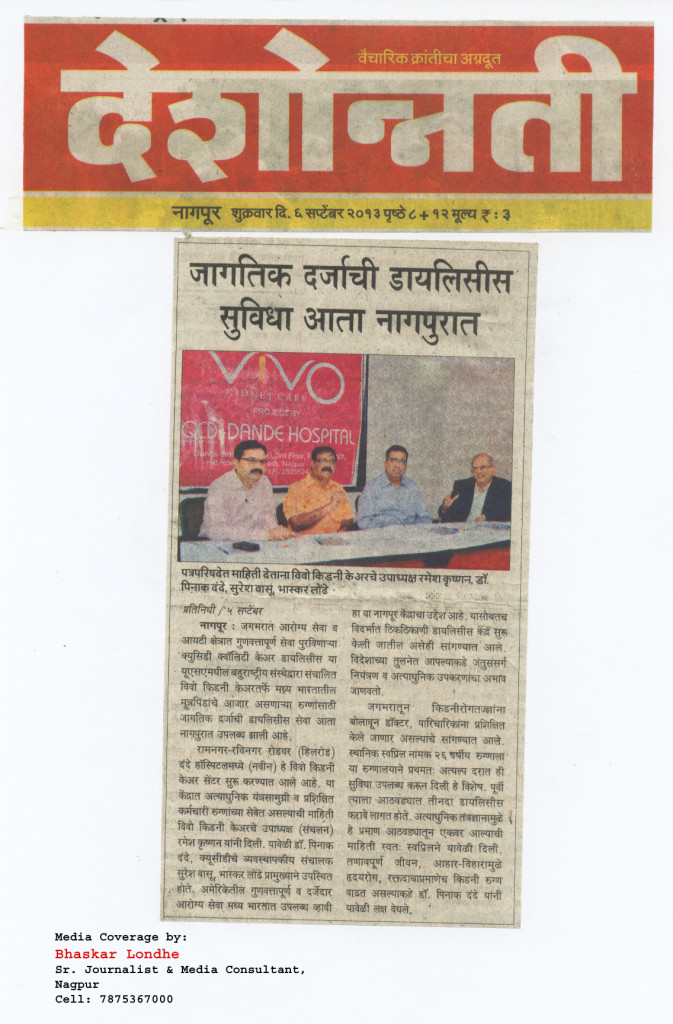 वैचारिक क्रांतीचा अग्रदूत
देशोन्नती
नागपूर शुक्रवार दि. ६ सप्टेंबर २०१३ पृष्ठे ८ + १२ मूल्य ₹ : ३
जागतिक दर्जाची डायलिसीस
सुविधा आता नागपुरात
VIVO
KIDNEY CARE
PROJECT BY
DANDE HOSPITAL
Nagpur
पत्रपरिषदेत माहिती देताना विवो किडनी केअरचे उपाध्यक्ष रमेश कृष्णन, डॉ.
पिनाक दंदे, सुरेश वासू, भास्कर लोंढे
प्रतिनिधी / ५ सप्टेंबर
नागपूर : जगभरात आरोग्य सेवा व
आयटी क्षेत्रात गुणवत्तापूर्ण सेवा पुरविणाऱ्या
क्युसिडी क्वॉलिटी केअर डायलिसीस या
यूएसएमधील बहुराष्ट्रीय संस्थेद्वारा संचालित
विवो किडनी केअरतर्फे मध्य भारतातील
मूत्रपिंडांचे आजार असणाऱ्या रुग्णांसाठी
जागतिक दर्जाची डायलिसीस सेवा आता
नागपुरात उपलब्ध झाली आहे.
रामनगर-रविनगर रोडवर (हिलरोड)
दंदे हॉस्पिटलमध्ये (नवीन) हे विवो किडनी
केअर सेंटर सुरू करण्यात आले आहे. या
केंद्रात अत्याधुनिक यंत्रसामुग्री व प्रशिक्षित
कर्मचारी रुग्णांच्या सेवेत असल्याची माहिती
विवो किडनी केअरचे उपाध्यक्ष (संचलन)
रमेश कृष्णन यांनी दिली. यावेळी डॉ. पिनाक
दंदे, क्यूसीडीचे व्यवस्थापकीय संचालक
सुरेश वासू, भास्कर लोंढे प्रामुख्याने उपस्थित
होते. अमेरिकेतील गुणवत्तापूर्ण व दर्जेदार
आरोग्य सेवा मध्य भारतात उपलब्ध व्हावी
हा या नागपूर केंद्राचा उद्देश आहे. यासोबतच
विदर्भात ठिकठिकाणी डायलिसीस केंद्रे सुरू
केली जातील असेही सांगण्यात आले.
विदेशाच्या तुलनेत आपल्याकडे जंतुसंसर्ग
नियंत्रण व अत्याधुनिक उपकरणांचा अभाव
जाणवतो.
जगभरातून किडनीरोगतज्ज्ञांना
बोलावून डॉक्टर, पारिचारिकांना प्रशिक्षित
केले जाणार असल्याचे सांगण्यात आले.
स्थानिक स्वप्निल नामक २६ वर्षीय रुग्णाला
या रुग्णालयाने प्रथमतः अत्यल्प दरात ही
सुविधा उपलब्ध करून दिली हे विशेष. पूर्वी
त्याला आठवड्यात तीनदा डायलिसीस
करावे लागत होते. अत्याधुनिक तंत्रज्ञानामुळे
हे प्रमाण आठवड्यातून एकवर आल्याची
माहिती स्वतः स्वप्निलने यावेळी दिली.
तणावपूर्ण जीवन, आहार-विहारामुळे
हृदयरोग, रक्तदाबाप्रमाणेच किडनी रुग्ण
वाढत असल्याकडे डॉ. पिनाक दंदे यांनी
यावेळी लक्ष वेधले.
Media Coverage by:
Bhaskar Londhe
Sr. Journalist & Media Consultant,
Nagpur
Cell: 7875367000